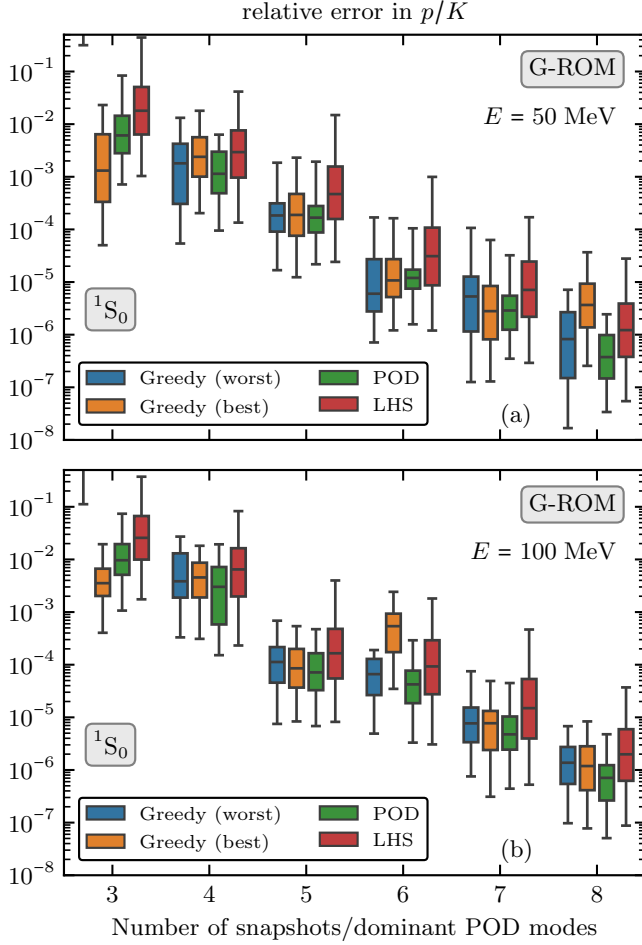 relative error in p/K
10⁻¹
10⁻²
10⁻³
10⁻⁴
10⁻⁵
10⁻⁶
10⁻⁷
10⁻⁸
G-ROM
E = 50 MeV
¹S₀
Greedy (worst)
Greedy (best)
POD
LHS
(a)
10⁻¹
10⁻²
10⁻³
10⁻⁴
10⁻⁵
10⁻⁶
10⁻⁷
10⁻⁸
G-ROM
E = 100 MeV
¹S₀
Greedy (worst)
Greedy (best)
POD
LHS
(b)
3 4 5 6 7 8
Number of snapshots/dominant POD modes